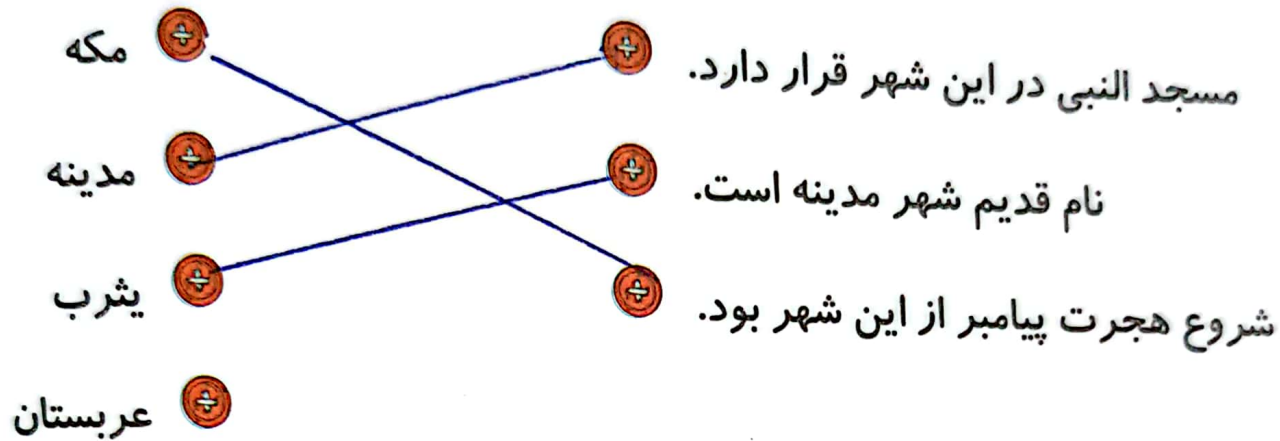 مسجد النبی در این شهر قرار دارد.
نام قدیم شهر مدینه است.
شروع هجرت پیامبر از این شهر بود.
مکه
مدینه
یثرب
عربستان